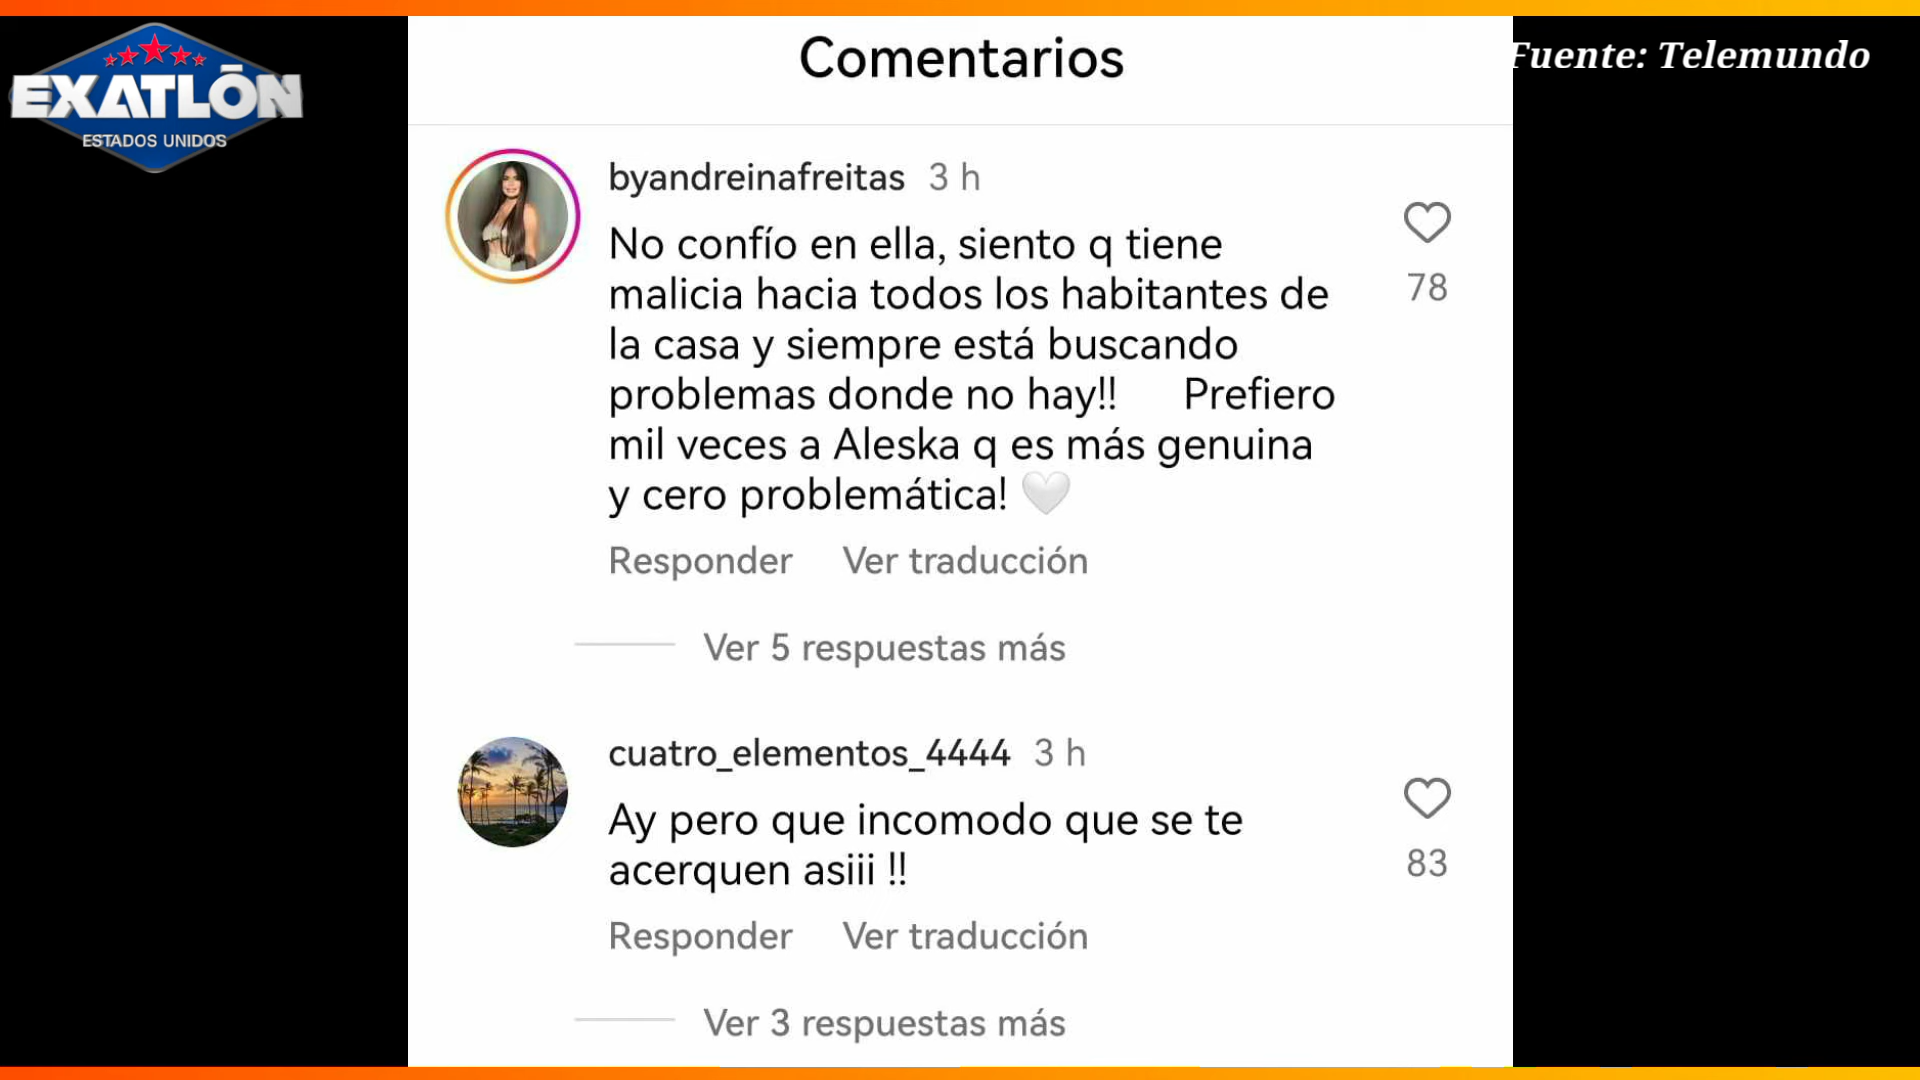 EXATLÓN
ESTADOS UNIDOS
Comentarios
Fuente: Telemundo
byandreinafreitas 3 h
No confío en ella, siento q tiene
malicia hacia todos los habitantes de
la casa y siempre está buscando
problemas donde no hay!! Prefiero
mil veces a Aleska q es más genuina
y cero problemática! 🤍
78
Responder Ver traducción
Ver 5 respuestas más
cuatro_elementos_4444 3 h
Ay pero que incomodo que se te
acerquen asiii !!
83
Responder Ver traducción
Ver 3 respuestas más